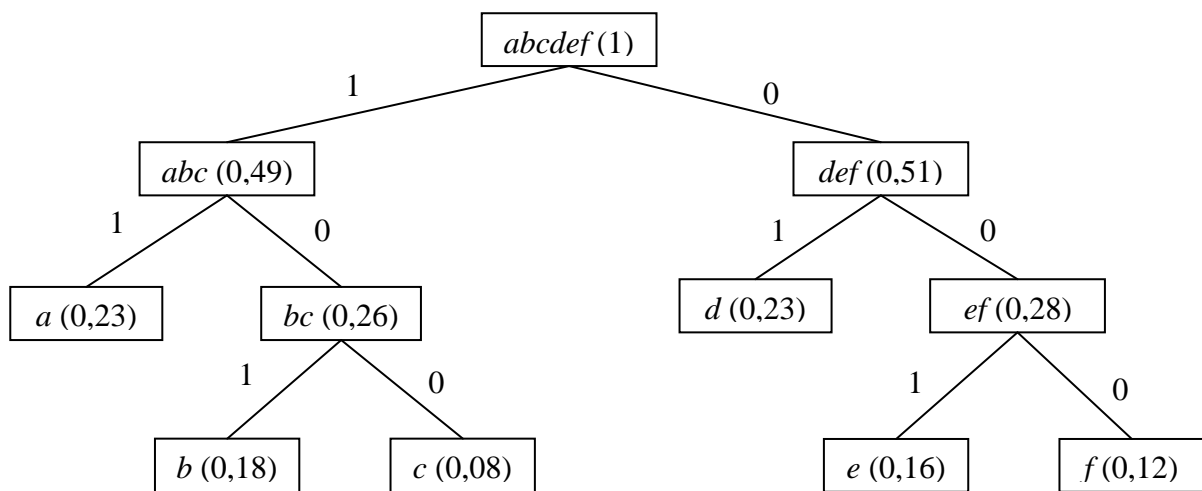 abcdef (1)
1 0
abc (0,49) def (0,51)
1 0 1 0
a (0,23) bc (0,26) d (0,23) ef (0,28)
1 0 1 0
b (0,18) c (0,08) e (0,16) f (0,12)